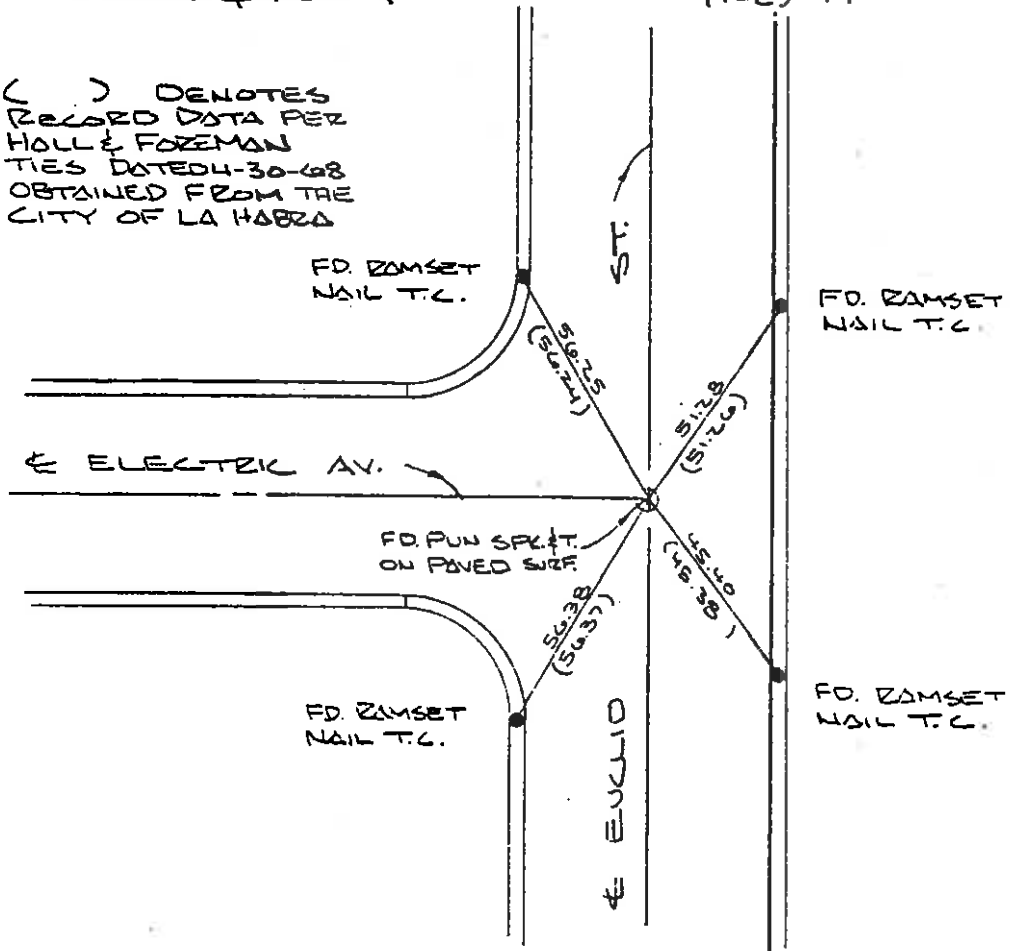 ( ) DENOTES
RECORD DATA PER
HALL & FOREMAN
TIES DATED 4-30-68
OBTAINED FROM THE
CITY OF LA HABRA
FD. RAMSET
NAIL T.C.
ST.
FD. RAMSET
NAIL T.C.
56.25
(56.24)
51.28
(51.26)
℄ ELECTRIC AV.
FD. PUN SPK.&T.
ON PAVED SURF.
45.40
(45.38)
56.38
(56.37)
FD. RAMSET
NAIL T.C.
FD. RAMSET
NAIL T.C.
℄ EUCLID